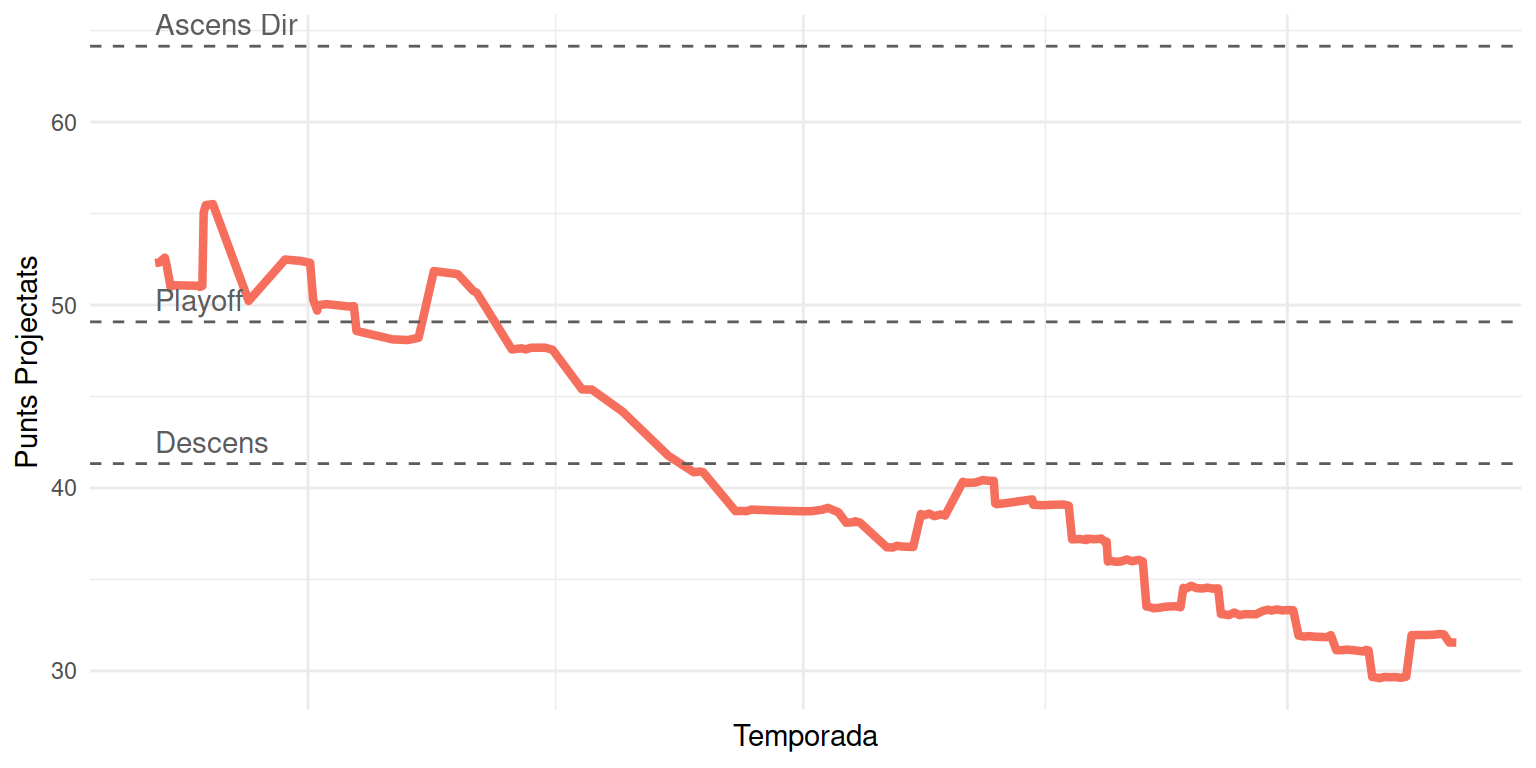 Ascens Dir
60
50
Playoff
Descens
40
30
Punts Projectats
Temporada